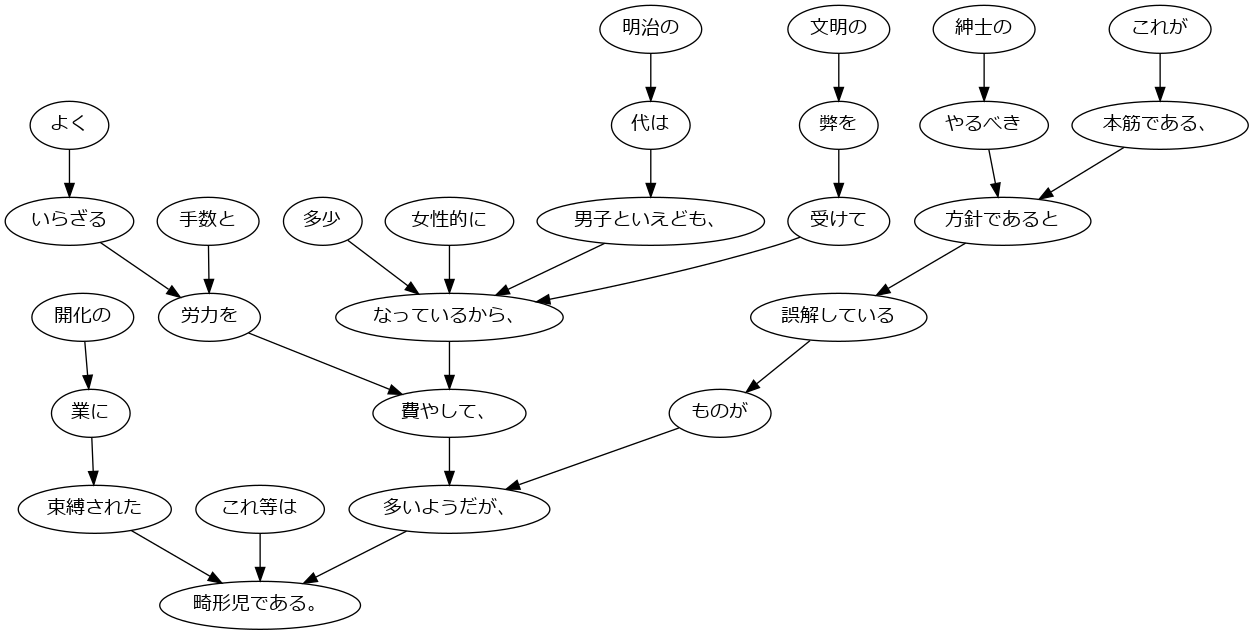 明治の 文明の 紳士の これが
よく 代は 弊を やるべき 本筋である、
いらざる 手数と 多少 女性的に 男子といえども、 受けて 方針であると
開化の 労力を なっているから、 誤解している
業に 費やして、 ものが
束縛された これ等は 多いようだが、
畸形児である。